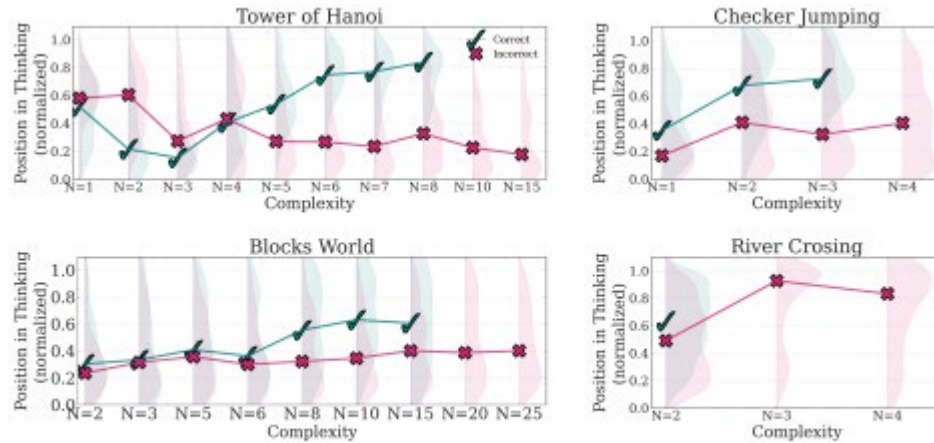 Tower of Hanoi
Position in Thinking
(normalized)
1.0
0.8
0.6
0.4
0.2
0.0
Correct
Incorrect
N=1 N=2 N=3 N=4 N=5 N=6 N=7 N=8 N=10 N=15
Complexity
Checker Jumping
Position in Thinking
(normalized)
1.0
0.8
0.6
0.4
0.2
0.0
N=1 N=2 N=3 N=4
Complexity
Blocks World
Position in Thinking
(normalized)
1.0
0.8
0.6
0.4
0.2
0.0
N=2 N=3 N=5 N=6 N=8 N=10 N=15 N=20 N=25
Complexity
River Crosing
Position in Thinking
(normalized)
1.0
0.8
0.6
0.4
0.2
0.0
N=2 N=3 N=4
Complexity